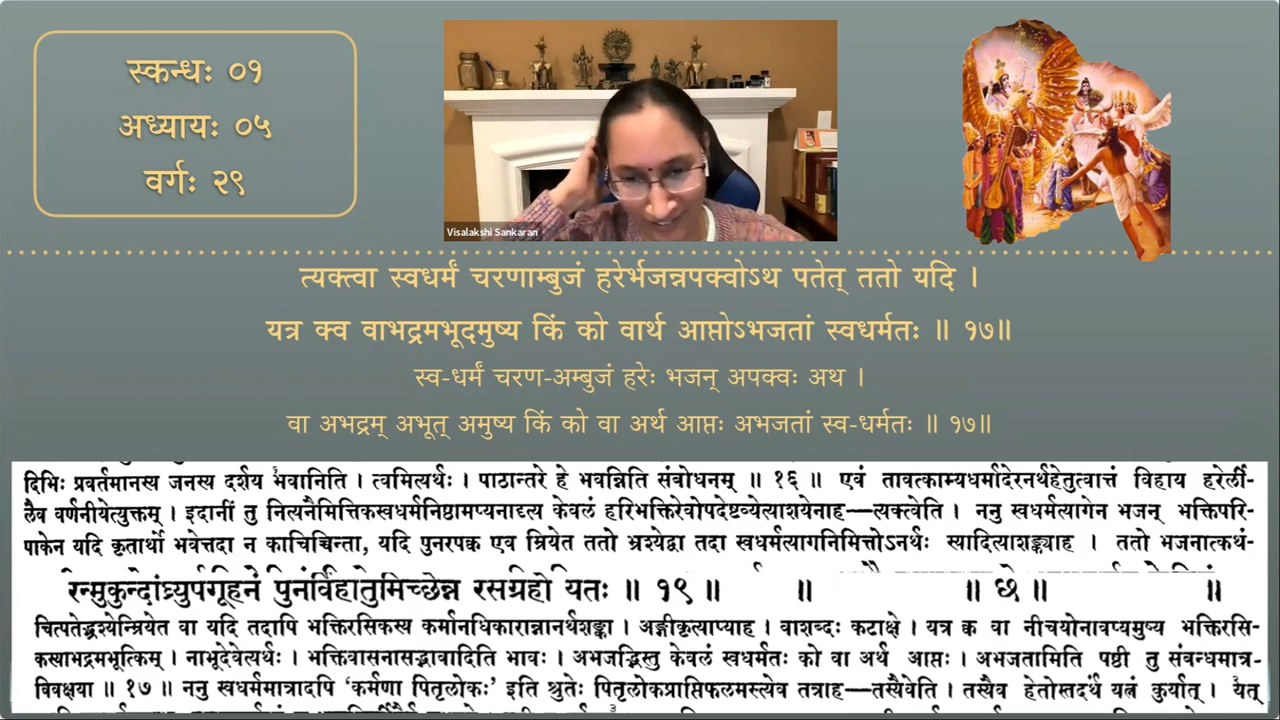 स्कन्धः ०१
अध्यायः ०५
वर्गः २९
Visalakshi Sankaran
त्यक्त्वा स्वधर्मं चरणाम्बुजं हरेर्भजन्नपक्वोऽथ पतेत् ततो यदि ।
यत्र क्व वाभद्रमभूदमुष्य किं को वार्थ आप्तोऽभजतां स्वधर्मतः ॥ १७॥
स्व-धर्मं चरण-अम्बुजं हरेः भजन् अपक्वः अथ ।
वा अभद्रम् अभूत् अमुष्य किं को वा अर्थ आप्तः अभजतां स्व-धर्मतः ॥ १७॥
दिभिः प्रवर्तमानस्य जनस्य दर्शय भवानिति । त्वमित्यर्थः । पाठान्तरे हे भवन्निति संबोधनम् ॥ १६ ॥ एवं तावत्काम्यधर्मादेरनर्थहेतुत्वात्तं विहाय हरेर्ली-
लैव वर्णनीयेत्युक्तम् । इदानीं तु नित्यनैमित्तिकस्वधर्मनिष्ठामप्यनादृत्य केवलं हरिभक्तिरेवोपदेष्टव्येत्याशयेनाह—त्यक्त्वेति । ननु स्वधर्मत्यागेन भजन् भक्तिपरि-
पाकेन यदि कृतार्थो भवेत्तदा न काचिच्चिन्ता, यदि पुनरपक्व एव म्रियेत ततो भ्रश्येद्वा तदा स्वधर्मत्यागनिमित्तोऽनर्थः स्यादित्याशङ्क्याह । ततो भजनात्कथं-
रन्मुकुन्दांघ्र्युपगूहनं पुनर्विहातुमिच्छेन्न रसग्रहो यतः ॥ १९ ॥ ॥ ॥ छ ॥ ॥
चित्पतेद्भ्रश्येन्म्रियेत वा यदि तदापि भक्तिरसिकस्य कर्मानधिकारान्नानर्थशङ्का । अङ्गीकृत्याप्याह । वाशब्दः कटाक्षे । यत्र क्व वा नीचयोनावप्यमुष्य भक्तिरसि-
कस्याभद्रमभूत्किम् । नाभूदेवेत्यर्थः । भक्तिवासनासद्भावादिति भावः । अभजद्भिस्तु केवलं स्वधर्मतः को वा अर्थ आप्तः । अभजतामिति षष्ठी तु संबन्धमात्र-
विवक्षया ॥ १७ ॥ ननु स्वधर्ममात्रादपि ‘कर्मणा पितृलोकः’ इति श्रुतेः पितृलोकप्राप्तिफलमस्त्येव तत्राह—तस्यैवेति । तस्यैव हेतोस्तदर्थं यत्नं कुर्यात् । यत्